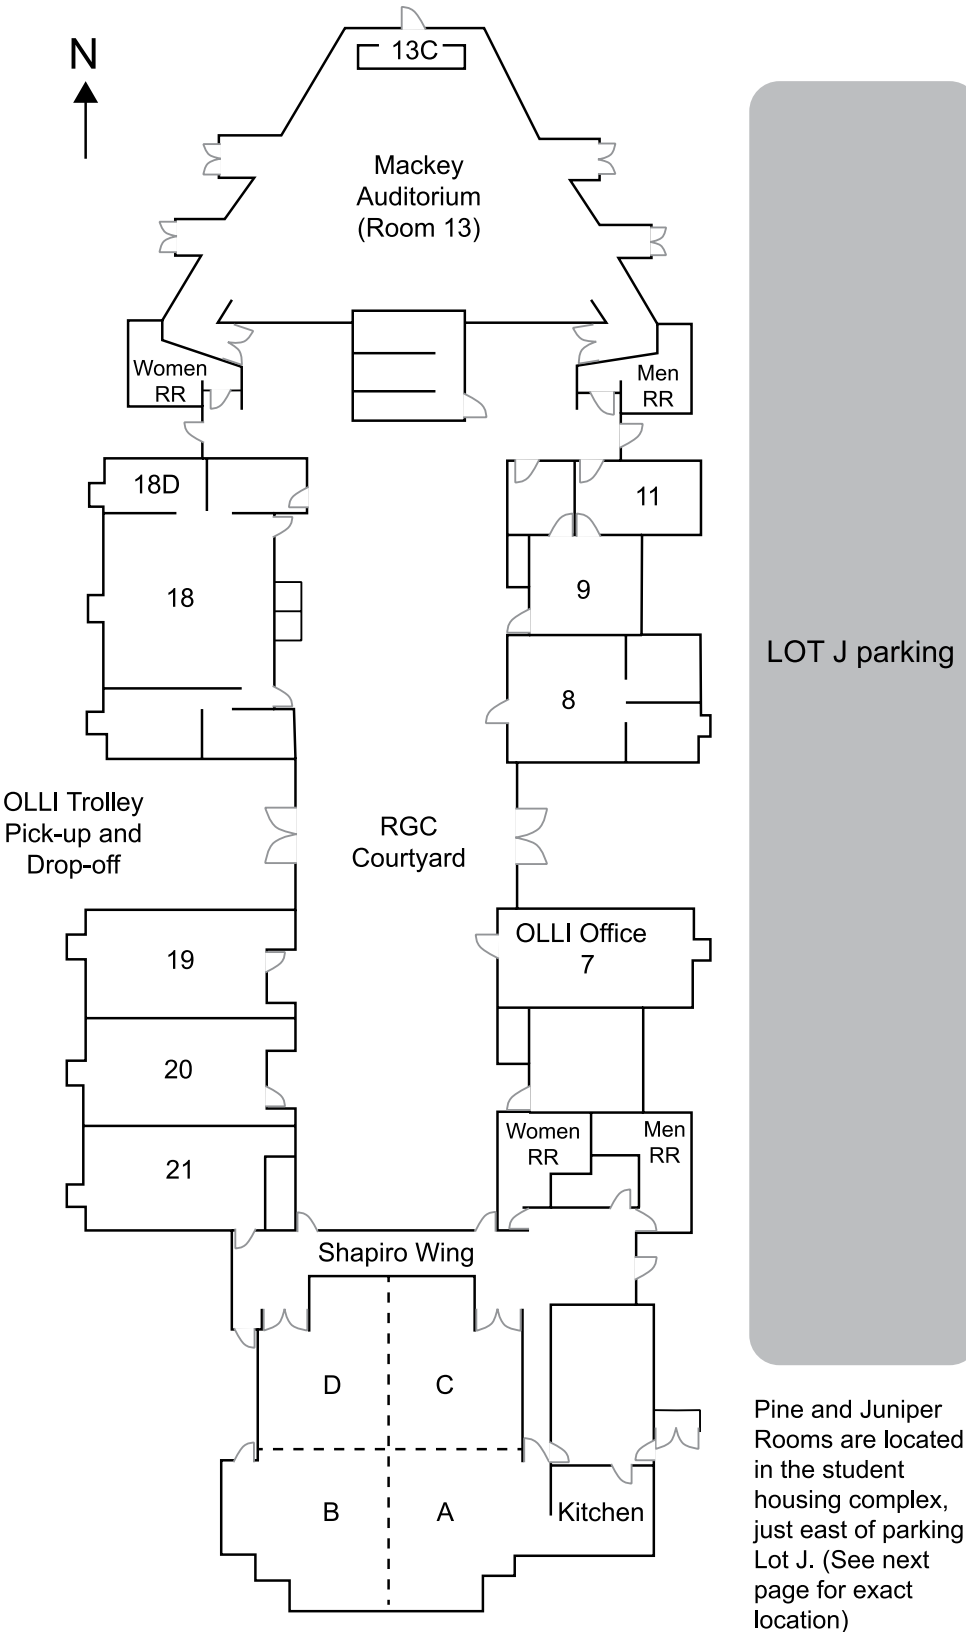 N
13C
Mackey
Auditorium
(Room 13)
Women
RR
Men
RR
18D
11
18
9
8
LOT J parking
OLLI Trolley
Pick-up and
Drop-off
RGC
Courtyard
19
OLLI Office
7
20
21
Women
RR
Men
RR
Shapiro Wing
D
C
B
A
Kitchen
Pine and Juniper
Rooms are located
in the student
housing complex,
just east of parking
Lot J. (See next
page for exact
location)